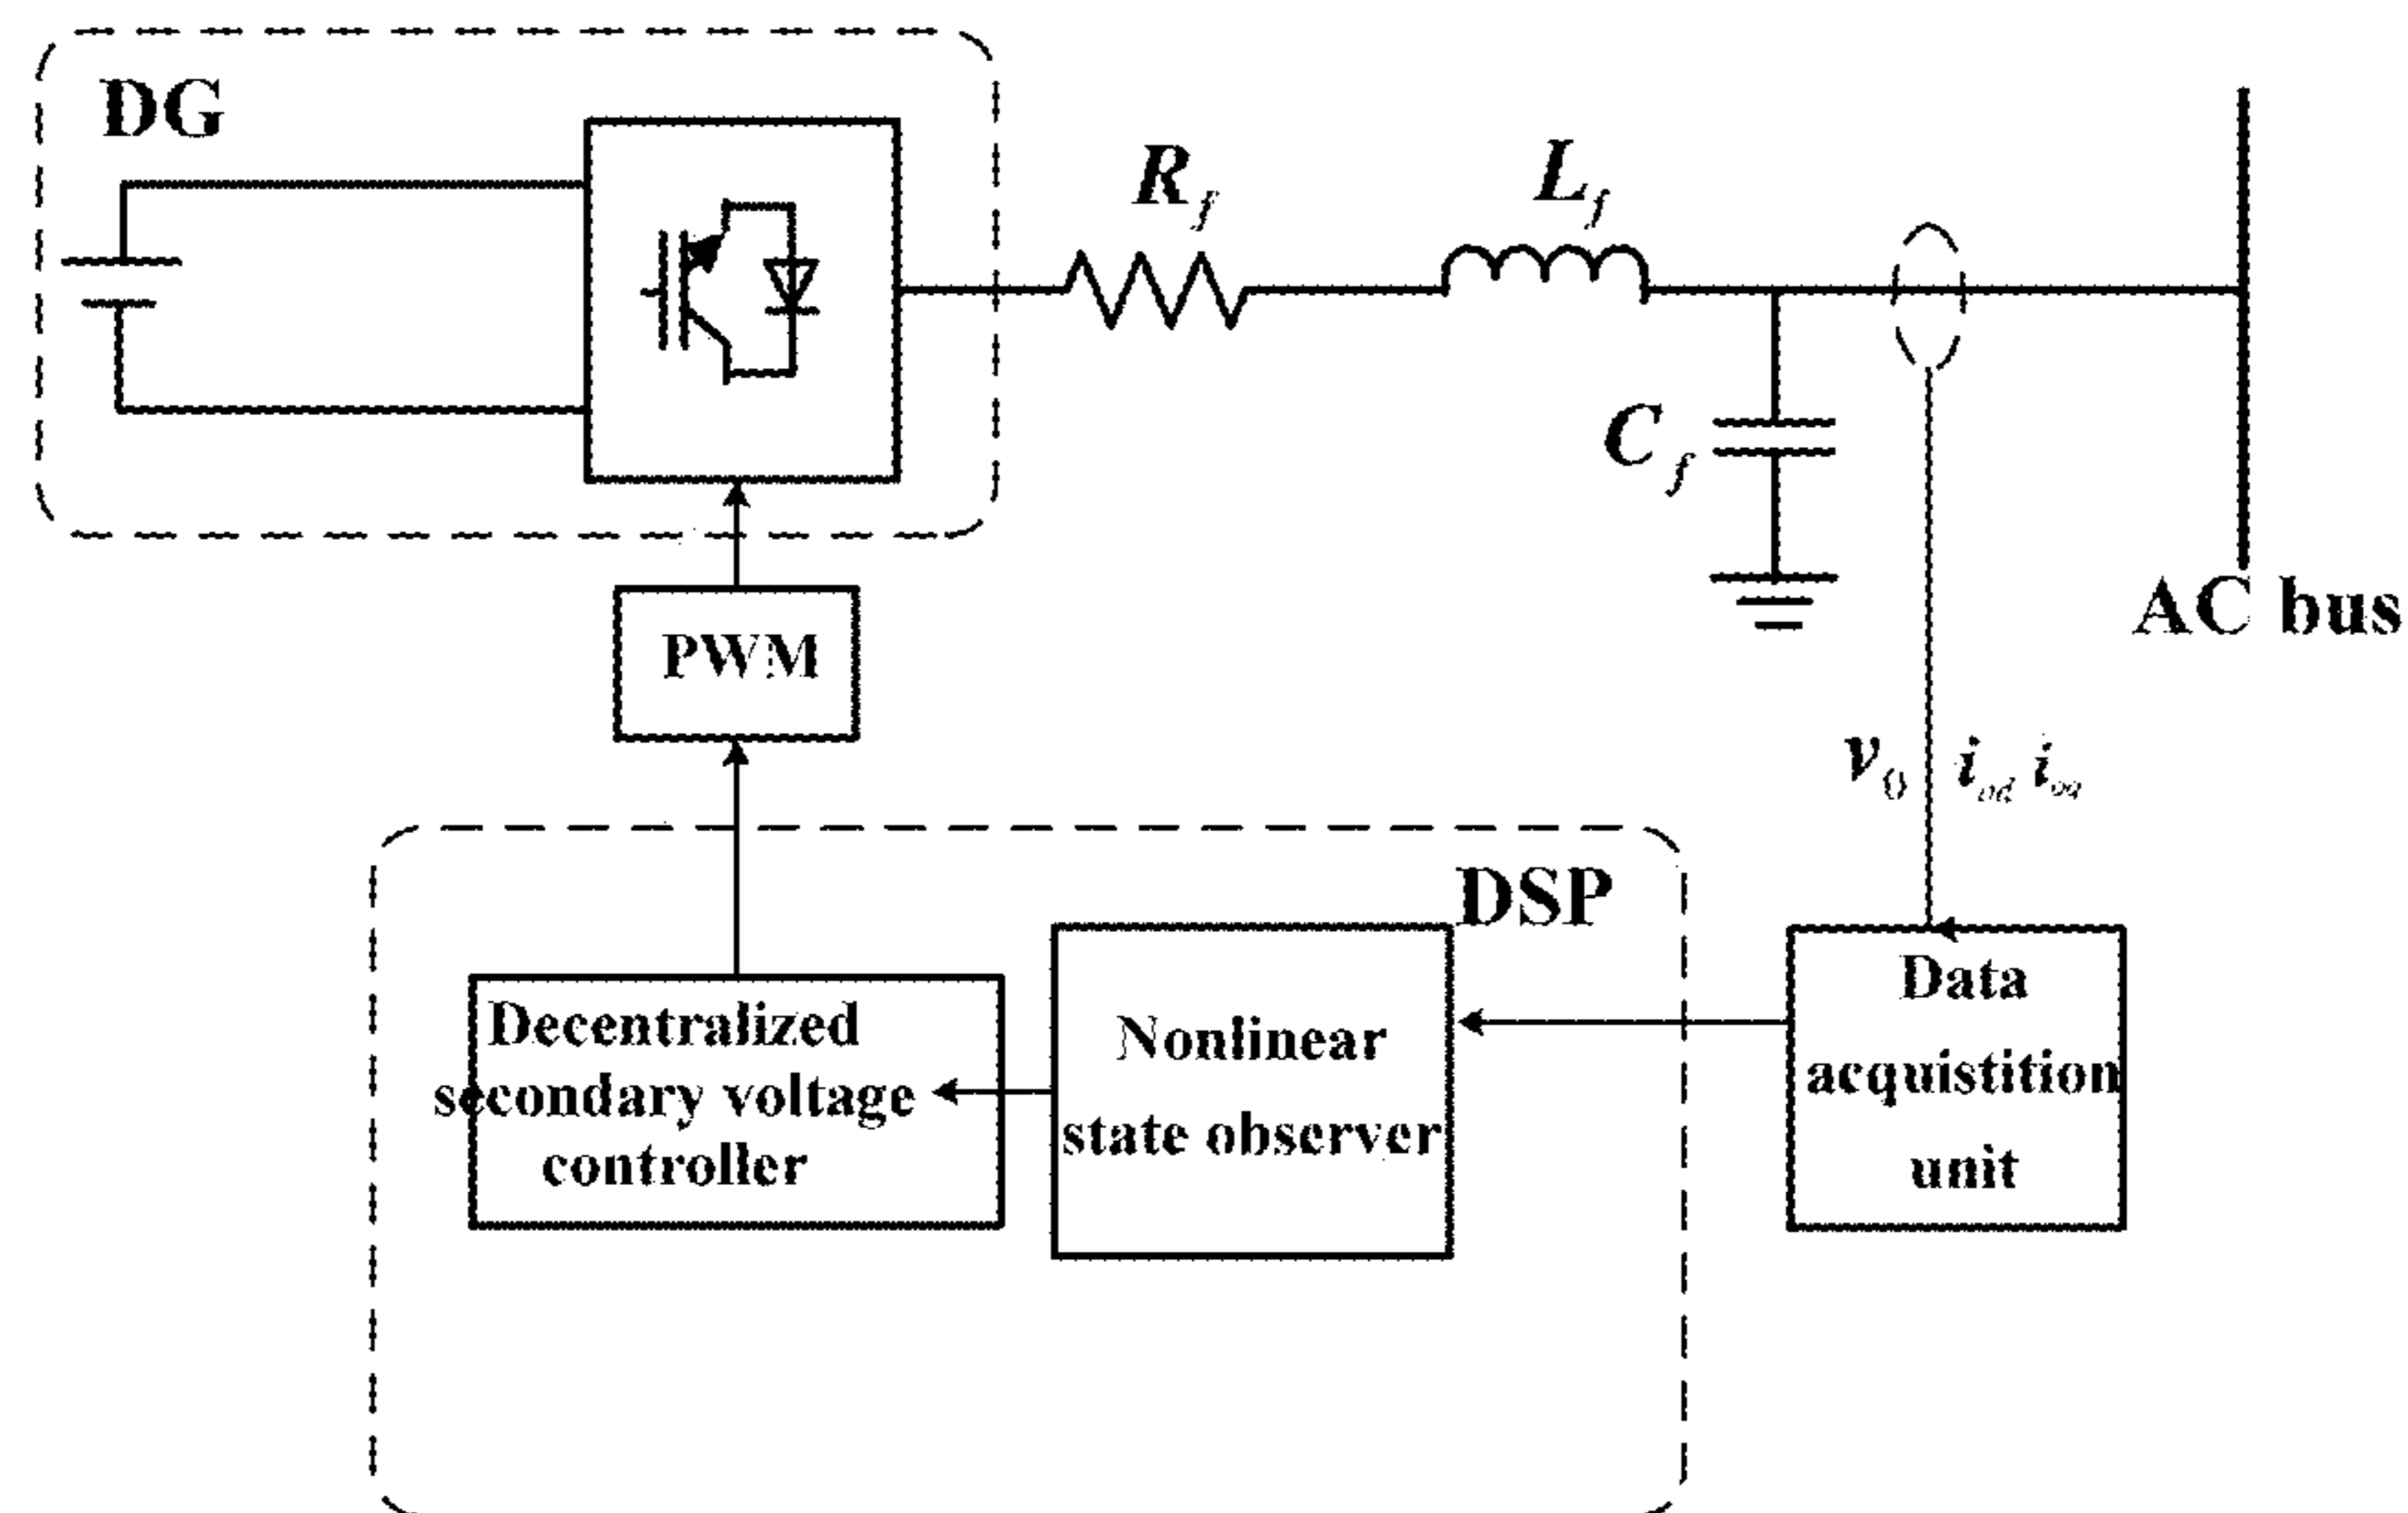 DG
R_f
L_f
C_f
AC bus
PWM
v_0 i_od i_oq
DSP
Decentralized
secondary voltage
controller
Nonlinear
state observer
Data
acquistition
unit